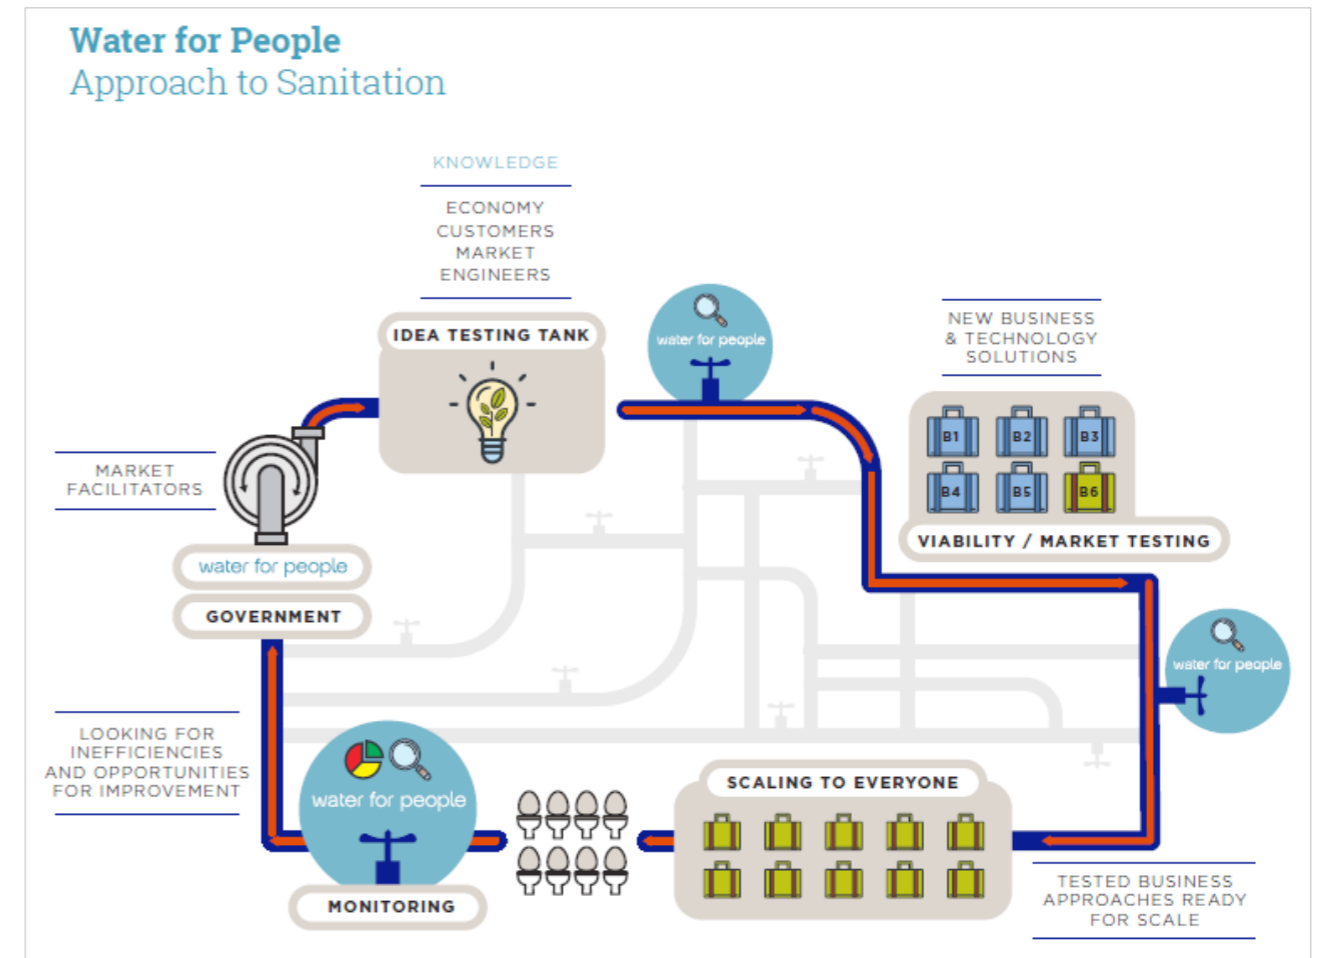 Water for People
Approach to Sanitation
KNOWLEDGE
ECONOMY
CUSTOMERS
MARKET
ENGINEERS
IDEA TESTING TANK
water for people
NEW BUSINESS
& TECHNOLOGY
SOLUTIONS
B1
B2
B3
B4
B5
B6
VIABILITY / MARKET TESTING
MARKET
FACILITATORS
water for people
GOVERNMENT
water for people
LOOKING FOR
INEFFICIENCIES
AND OPPORTUNITIES
FOR IMPROVEMENT
water for people
MONITORING
SCALING TO EVERYONE
TESTED BUSINESS
APPROACHES READY
FOR SCALE